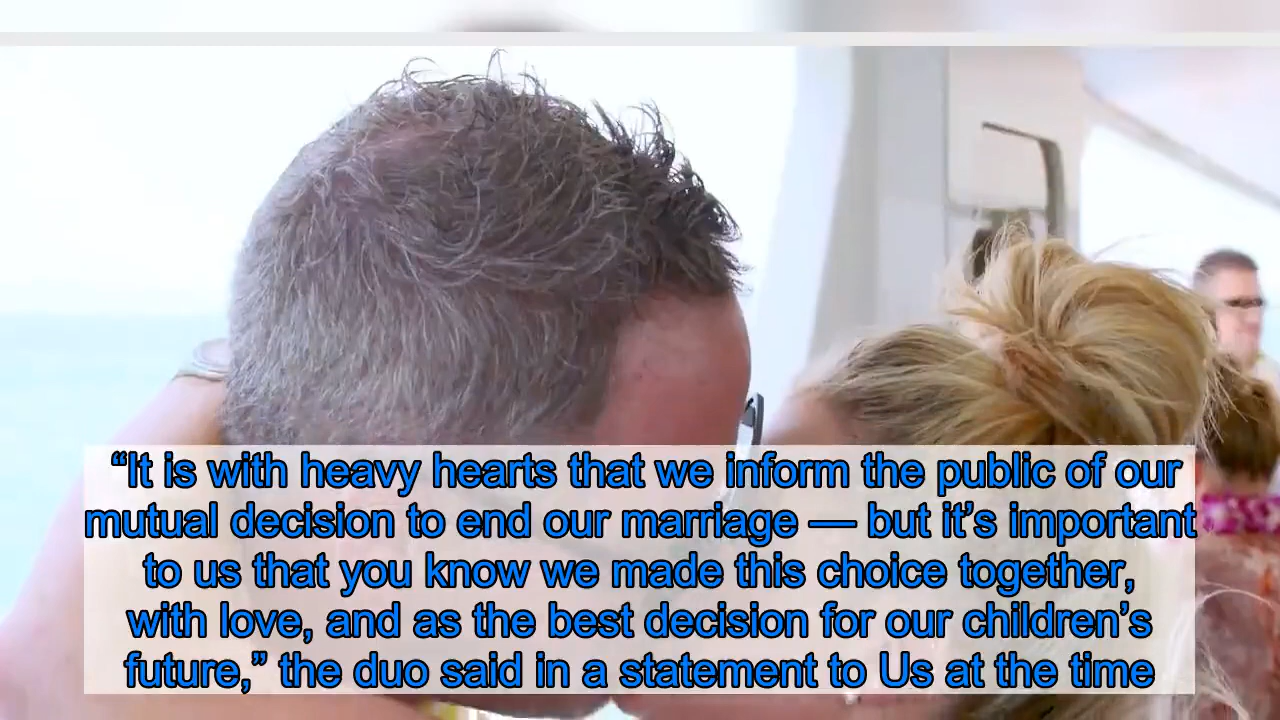 “It is with heavy hearts that we inform the public of our
mutual decision to end our marriage — but it’s important
to us that you know we made this choice together,
with love, and as the best decision for our children’s
future,” the duo said in a statement to Us at the time